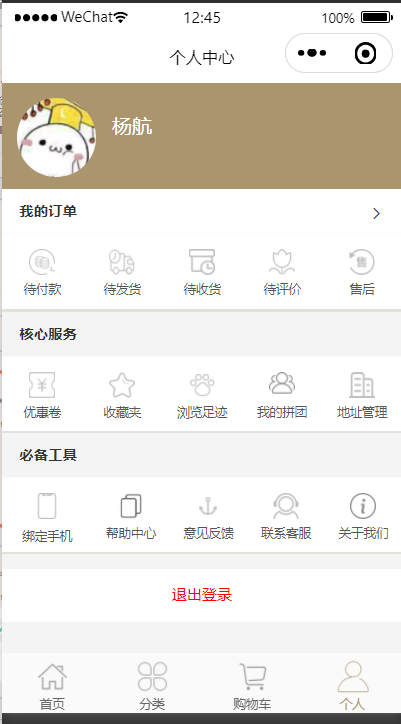 WeChat 12:45 100%
个人中心
杨航
我的订单
待付款 待发货 待收货 待评价 售后
核心服务
优惠卷 收藏夹 浏览足迹 我的拼团 地址管理
必备工具
绑定手机 帮助中心 意见反馈 联系客服 关于我们
退出登录
首页 分类 购物车 个人